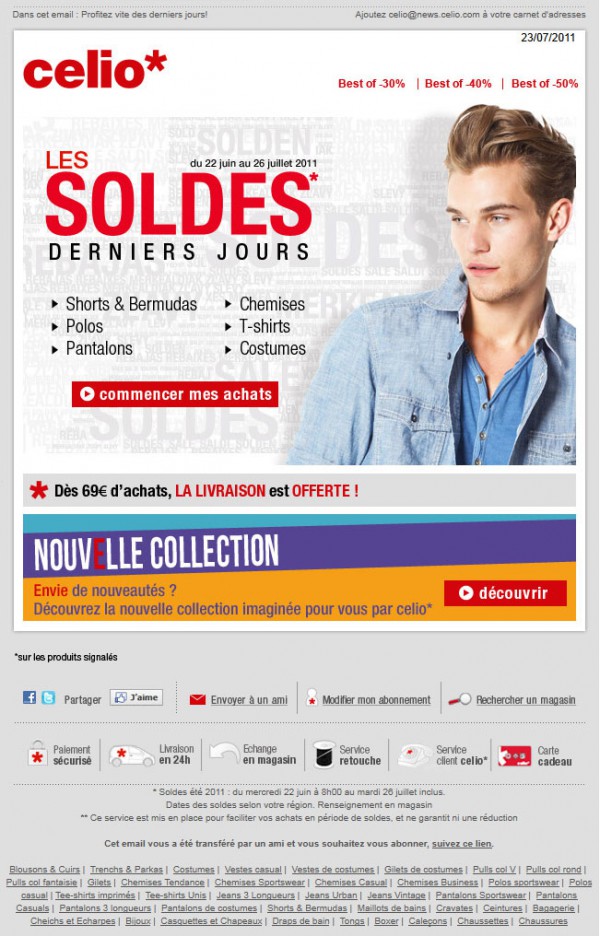 Dans cet email : Profitez vite des derniers jours!
Ajoutez celio@news.celio.com à votre carnet d'adresses
23/07/2011
celio*
Best of -30% | Best of -40% | Best of -50%
LES
du 22 juin au 26 juillet 2011
SOLDES*
DERNIERS JOURS
Shorts & Bermudas
Chemises
Polos
T-shirts
Pantalons
Costumes
commencer mes achats
* Dès 69€ d'achats, LA LIVRAISON est OFFERTE !
NOUVELLE COLLECTION
Envie de nouveautés ?
Découvrez la nouvelle collection imaginée pour vous par celio*
découvrir
*sur les produits signalés
Partager
J'aime
Envoyer à un ami
Modifier mon abonnement
Rechercher un magasin
Paiement
sécurisé
Livraison
en 24h
Echange
en magasin
Service
retouche
Service
client celio*
Carte
cadeau
* Soldes été 2011 : du mercredi 22 juin à 8h00 au mardi 26 juillet inclus.
Dates des soldes selon votre région. Renseignement en magasin
** Ce service est mis en place pour faciliter vos achats en période de soldes, et ne garantit ni une réduction
Cet email vous a été transféré par un ami et vous souhaitez vous abonner, suivez ce lien.
Blousons & Cuirs | Trenchs & Parkas | Costumes | Vestes casual | Vestes de costumes | Gilets de costumes | Pulls col V | Pulls col rond |
Pulls col fantaisie | Gilets | Chemises Tendance | Chemises Sportswear | Chemises Casual | Chemises Business | Polos sportswear | Polos
casual | Tee-shirts imprimés | Tee-shirts Unis | Jeans 3 Longueurs | Jeans Urban | Jeans Vintage | Pantalons Sportswear | Pantalons
Casuals | Pantalons 3 longueurs | Pantalons de costumes | Shorts & Bermudas | Maillots de bains | Cravates | Ceintures | Bagagerie |
Cheichs et Echarpes | Bijoux | Casquettes et Chapeaux | Draps de bain | Tongs | Boxer | Caleçons | Chaussettes | Chaussures